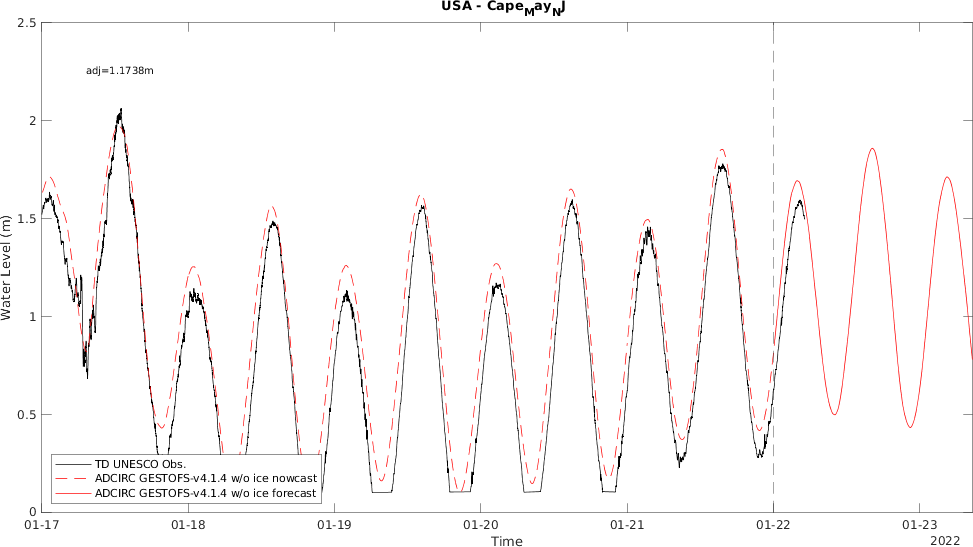 USA - CapeMayNJ
2.5
adj=1.1738m
2
1.5
Water Level (m)
1
0.5
TD UNESCO Obs.
ADCIRC GESTOFS-v4.1.4 w/o ice nowcast
ADCIRC GESTOFS-v4.1.4 w/o ice forecast
0
01-17 01-18 01-19 01-20 01-21 01-22 01-23
Time
2022